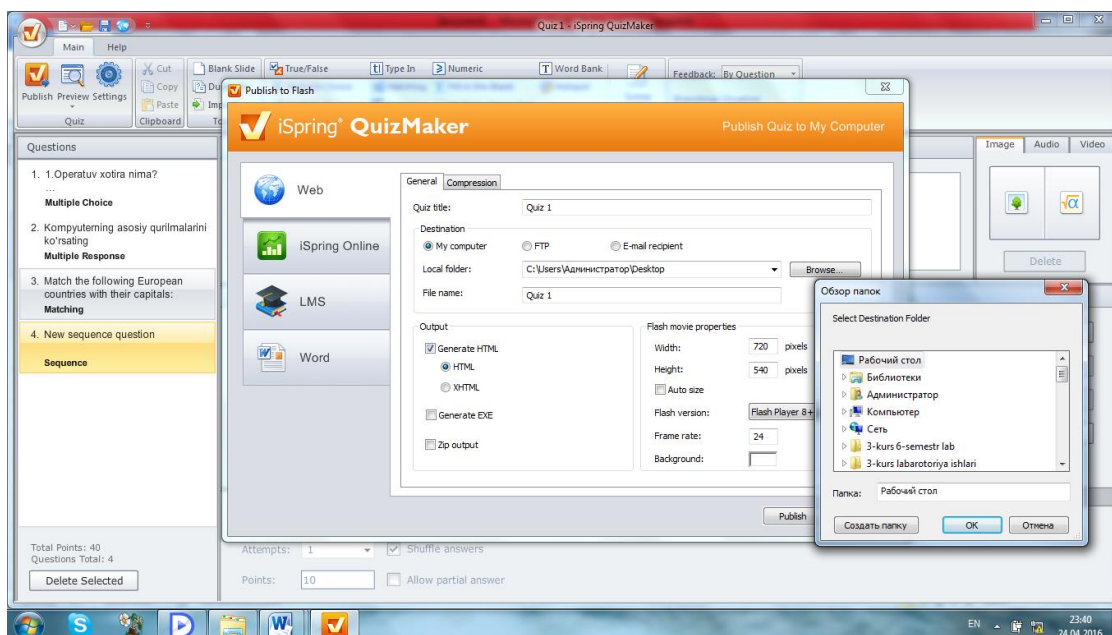 Quiz 1 - iSpring QuizMaker
Main Help
Publish Preview Settings
Quiz
Cut
Copy
Paste
Clipboard
Blank Slide
Du
Imp
To
True/False
Type In
Numeric
Word Bank
Feedback: By Question
Questions
1. 1.Operatuv xotira nima?
...
Multiple Choice
2. Kompyuterning asosiy qurilmalarini
ko'rsating
Multiple Response
3. Match the following European
countries with their capitals:
Matching
4. New sequence question
Sequence
Total Points: 40
Questions Total: 4
Delete Selected
Publish to Flash
iSpring® QuizMaker
Publish Quiz to My Computer
Web
iSpring Online
LMS
Word
General Compression
Quiz title: Quiz 1
Destination
My computer FTP E-mail recipient
Local folder: C:\Users\Администратор\Desktop Browse...
File name: Quiz 1
Output
Generate HTML
HTML
XHTML
Generate EXE
Zip output
Flash movie properties
Width: 720 pixels
Height: 540 pixels
Auto size
Flash version: Flash Player 8+
Frame rate: 24
Background:
Publish
Image Audio Video
Delete
Обзор папок
Select Destination Folder
Рабочий стол
Библиотеки
Администратор
Компьютер
Сеть
3-kurs 6-semestr lab
3-kurs labarotoriya ishlari
Папка: Рабочий стол
Создать папку OK Отмена
Attempts: 1 Shuffle answers
Points: 10 Allow partial answer
EN 23:40
24.04.2016